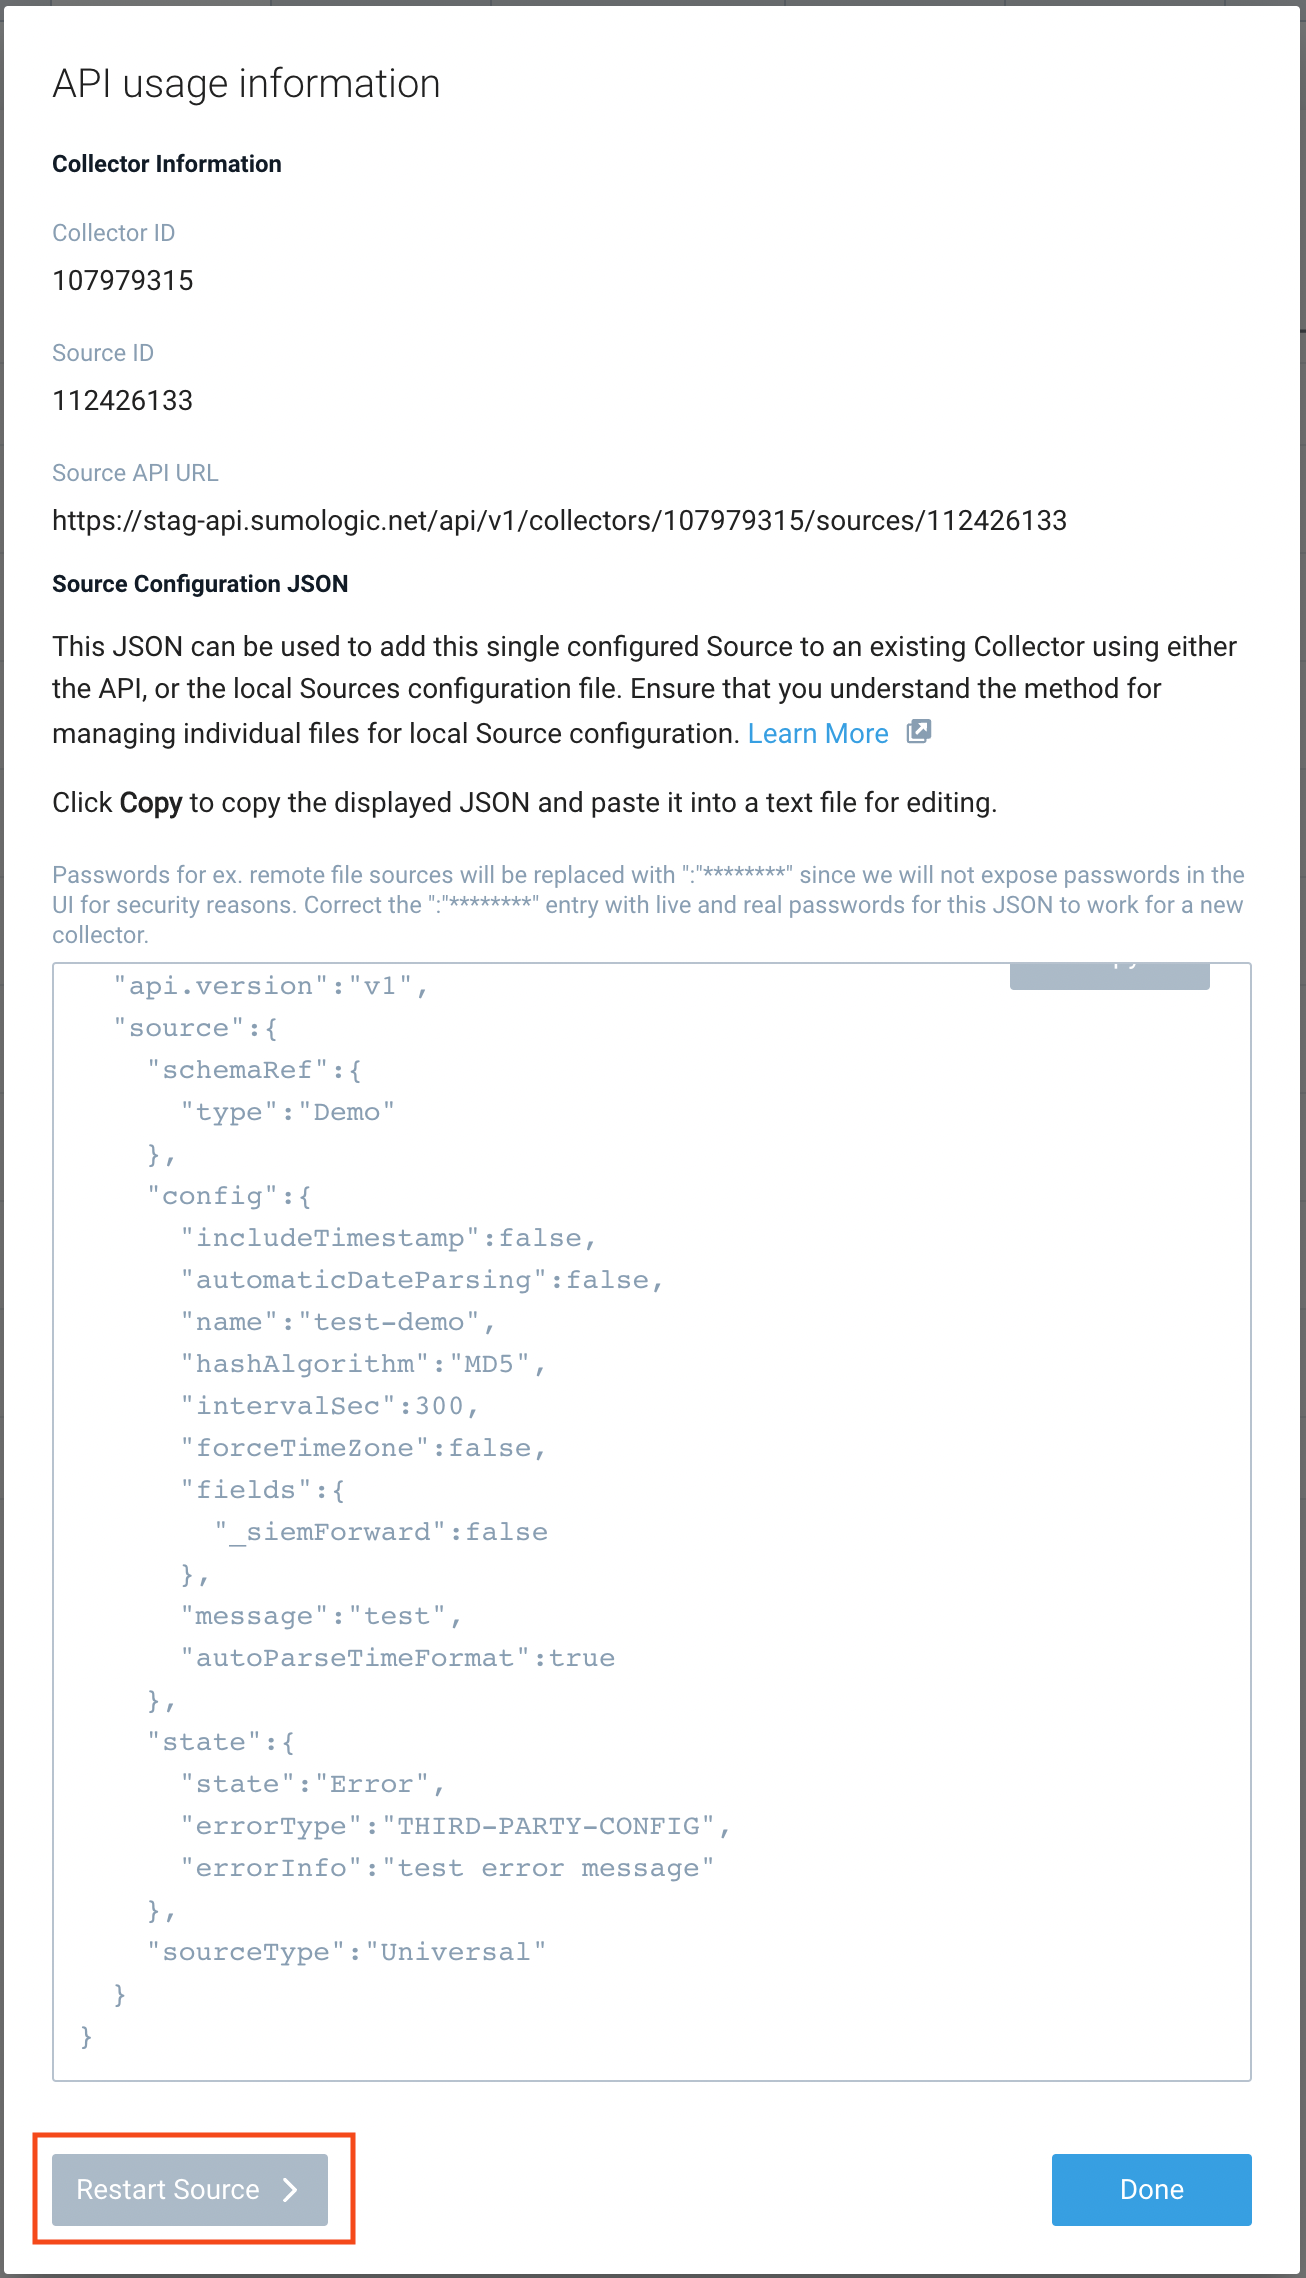 API usage information
Collector Information
Collector ID
107979315
Source ID
112426133
Source API URL
https://stag-api.sumologic.net/api/v1/collectors/107979315/sources/112426133
Source Configuration JSON
This JSON can be used to add this single configured Source to an existing Collector using either
the API, or the local Sources configuration file. Ensure that you understand the method for
managing individual files for local Source configuration. Learn More
Click Copy to copy the displayed JSON and paste it into a text file for editing.
Passwords for ex. remote file sources will be replaced with ":"********" since we will not expose passwords in the
UI for security reasons. Correct the ":"********" entry with live and real passwords for this JSON to work for a new
collector.
"api.version":"v1",
"source":{
"schemaRef":{
"type":"Demo"
},
"config":{
"includeTimestamp":false,
"automaticDateParsing":false,
"name":"test-demo",
"hashAlgorithm":"MD5",
"intervalSec":300,
"forceTimeZone":false,
"fields":{
"_siemForward":false
},
"message":"test",
"autoParseTimeFormat":true
},
"state":{
"state":"Error",
"errorType":"THIRD-PARTY-CONFIG",
"errorInfo":"test error message"
},
"sourceType":"Universal"
}
}
Restart Source
Done